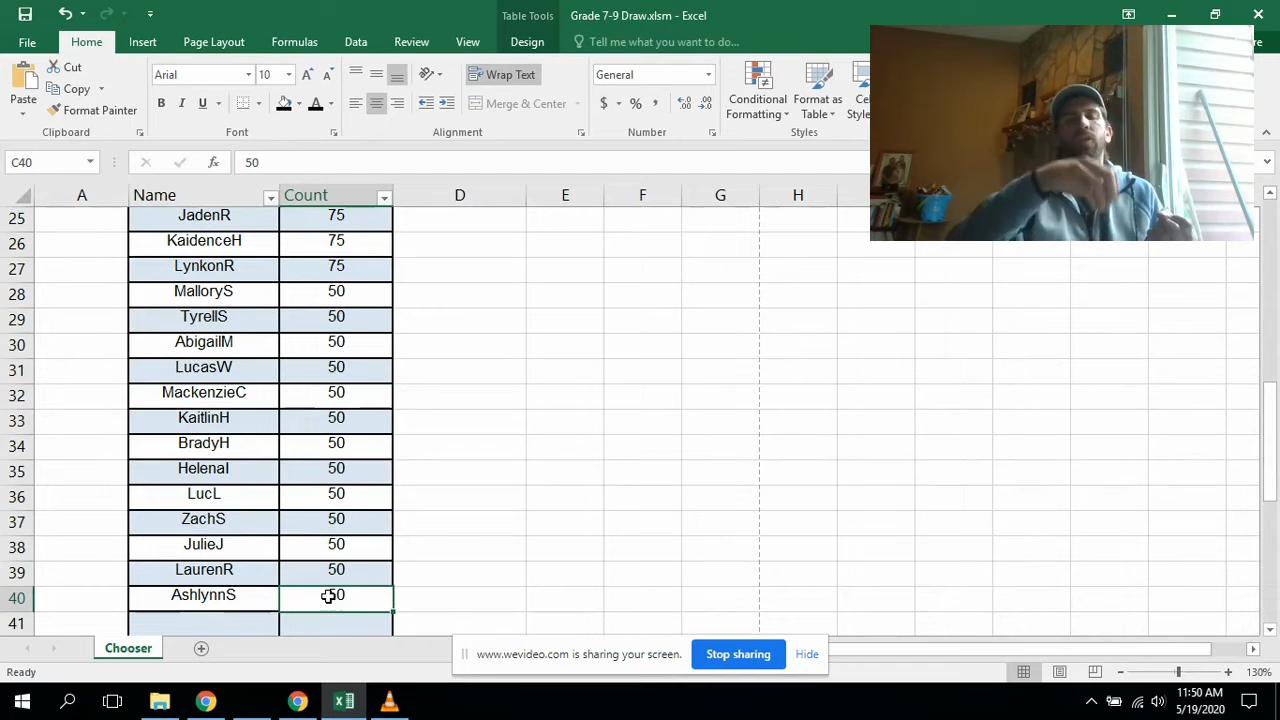 Table Tools
Grade 7-9 Draw.xlsm - Excel
File Home Insert Page Layout Formulas Data Review View Design Tell me what you want to do...
Paste
Cut
Copy
Format Painter
Clipboard
Arial 10
B I U
Font
Wrap Text
Merge & Center
Alignment
General
$ % ,
Number
Conditional Formatting
Format as Table
Styles
C40 fx 50
A Name Count D E F G H
25 JadenR 75
26 KaidenceH 75
27 LynkonR 75
28 MalloryS 50
29 TyrellS 50
30 AbigailM 50
31 LucasW 50
32 MackenzieC 50
33 KaitlinH 50
34 BradyH 50
35 HelenaI 50
36 LucL 50
37 ZachS 50
38 JulieJ 50
39 LaurenR 50
40 AshlynnS 50
41
Chooser
www.wevideo.com is sharing your screen. Stop sharing Hide
Ready
130%
11:50 AM
5/19/2020